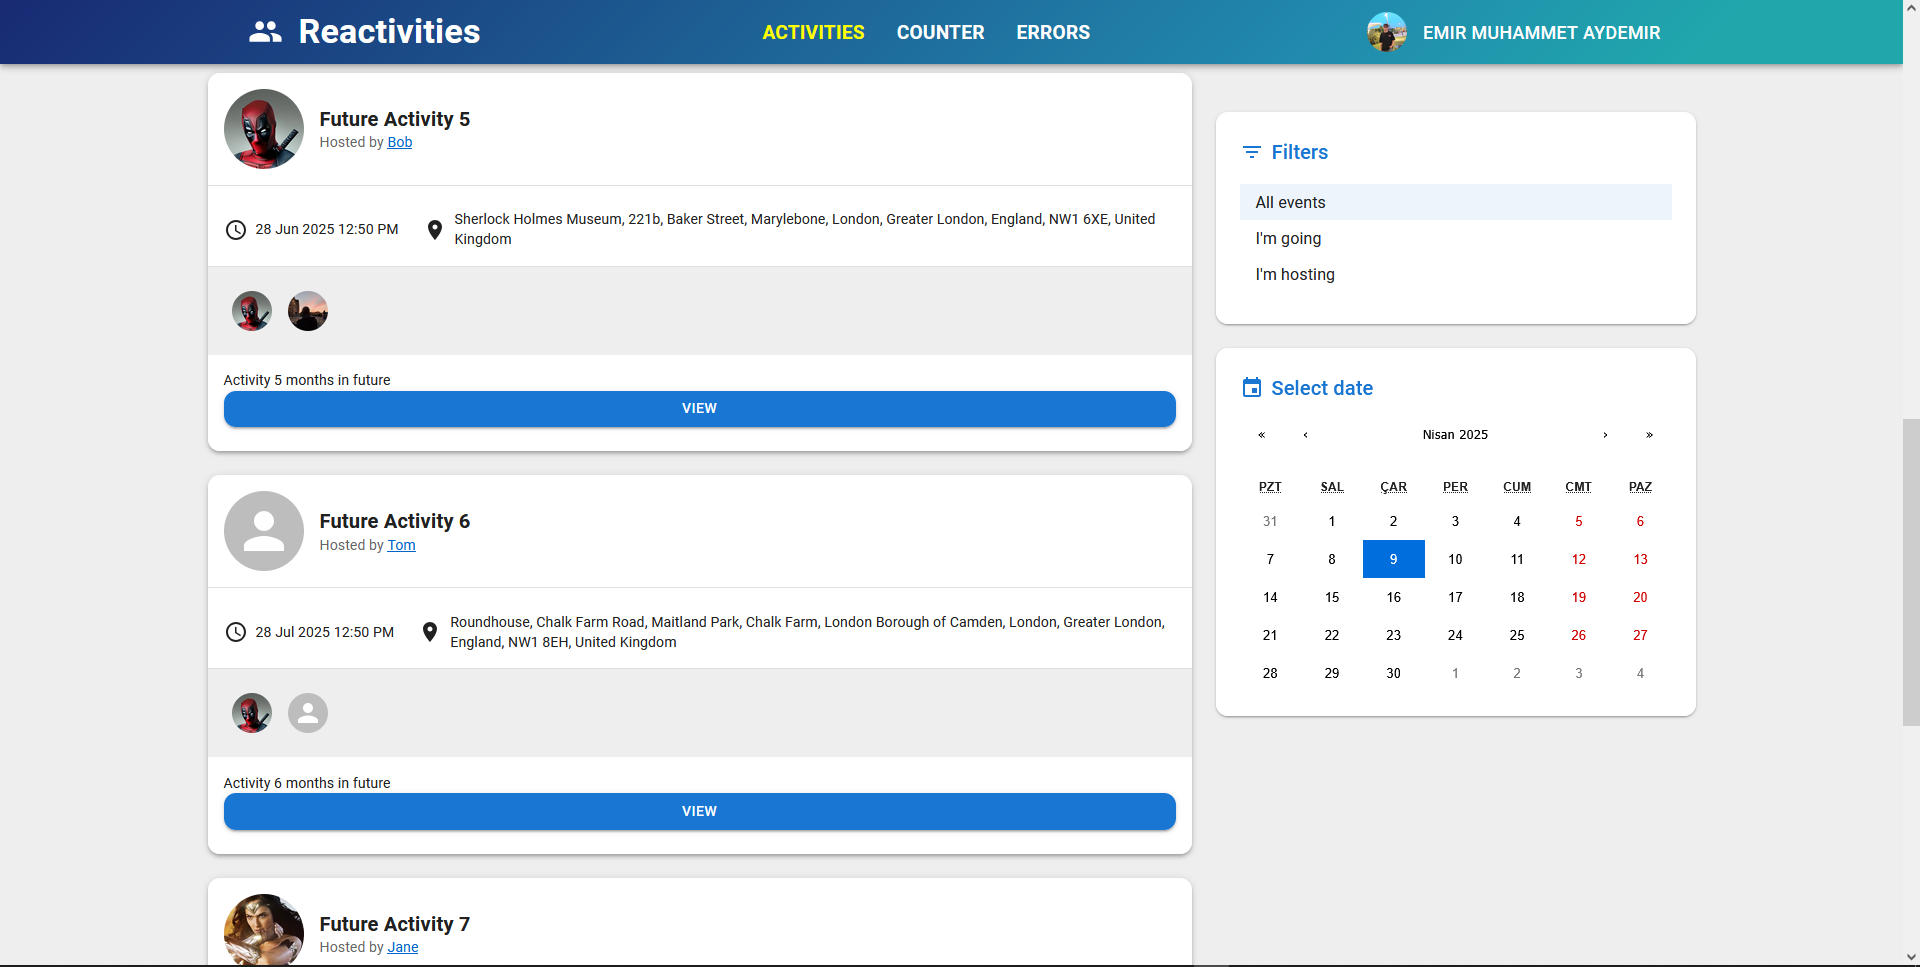 Reactivities
ACTIVITIES COUNTER ERRORS
EMIR MUHAMMET AYDEMIR
Future Activity 5
Hosted by Bob
28 Jun 2025 12:50 PM
Sherlock Holmes Museum, 221b, Baker Street, Marylebone, London, Greater London, England, NW1 6XE, United
Kingdom
Activity 5 months in future
VIEW
Future Activity 6
Hosted by Tom
28 Jul 2025 12:50 PM
Roundhouse, Chalk Farm Road, Maitland Park, Chalk Farm, London Borough of Camden, London, Greater London,
England, NW1 8EH, United Kingdom
Activity 6 months in future
VIEW
Future Activity 7
Hosted by Jane
Filters
All events
I'm going
I'm hosting
Select date
« ‹ Nisan 2025 › »
PZT SAL ÇAR PER CUM CMT PAZ
31 1 2 3 4 5 6
7 8 9 10 11 12 13
14 15 16 17 18 19 20
21 22 23 24 25 26 27
28 29 30 1 2 3 4